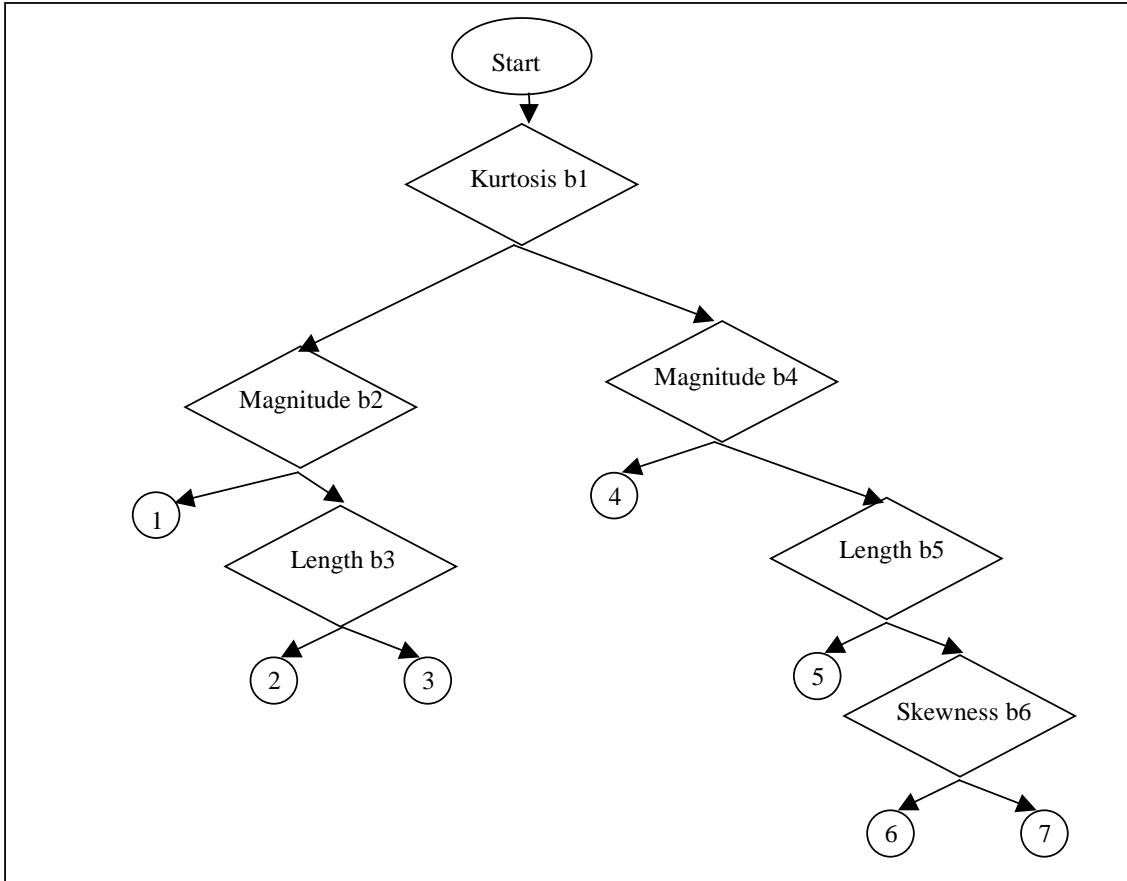 Start
Kurtosis b1
Magnitude b4
Magnitude b2
4
1
Length b5
Length b3
5
2
3
Skewness b6
6
7